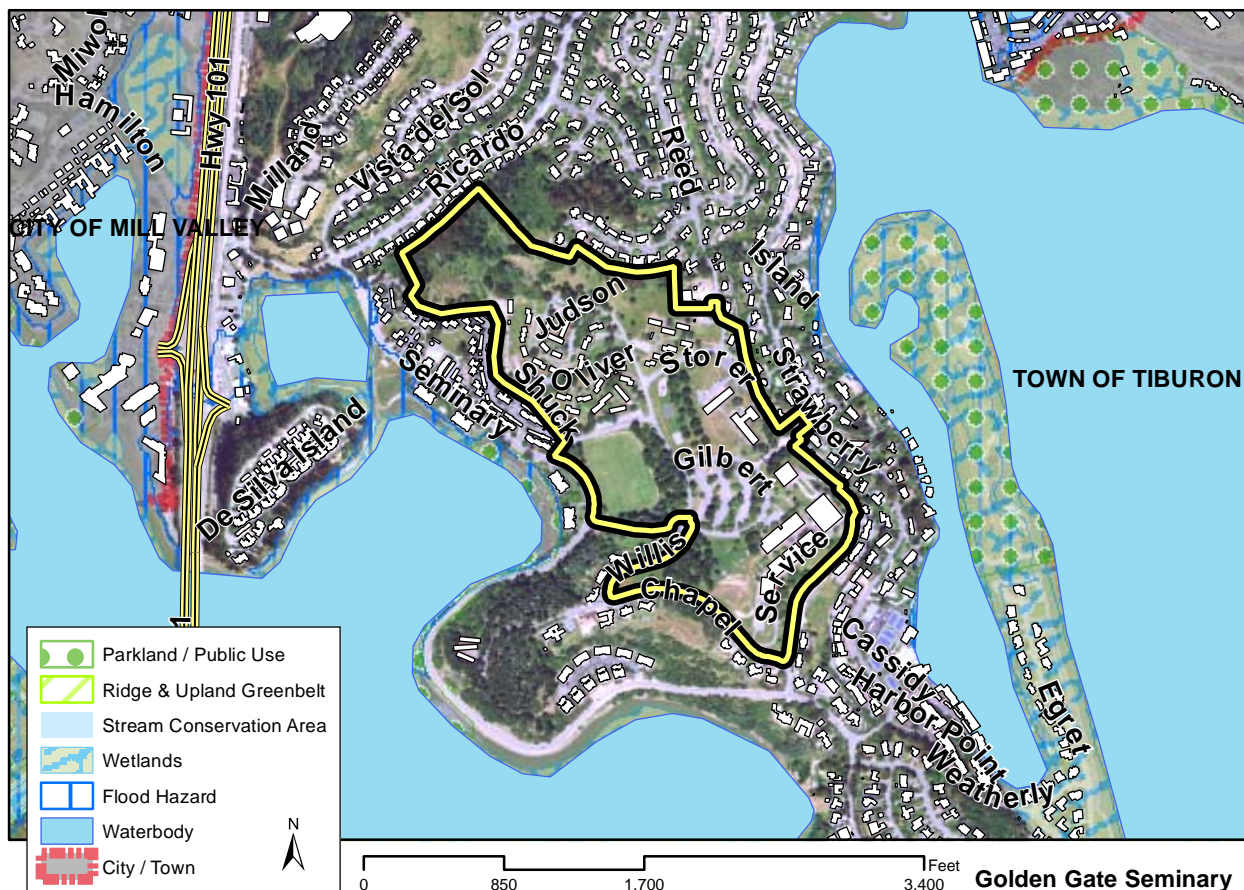 Miwok
Hamilton
Hwy 101
Milland
Vista del Sol
Ricardo
Reed
CITY OF MILL VALLEY
Island
Judson
Storer
Oliver
Shuck
Seminary
Strawberry
TOWN OF TIBURON
De Silva Island
Gilbert
Willis
Service
Chapel
Cassidy
Harbor Point
Weatherly
Egret
1
Parkland / Public Use
Ridge & Upland Greenbelt
Stream Conservation Area
Wetlands
Flood Hazard
Waterbody
City / Town
N
Feet
0 850 1,700 3,400
Golden Gate Seminary